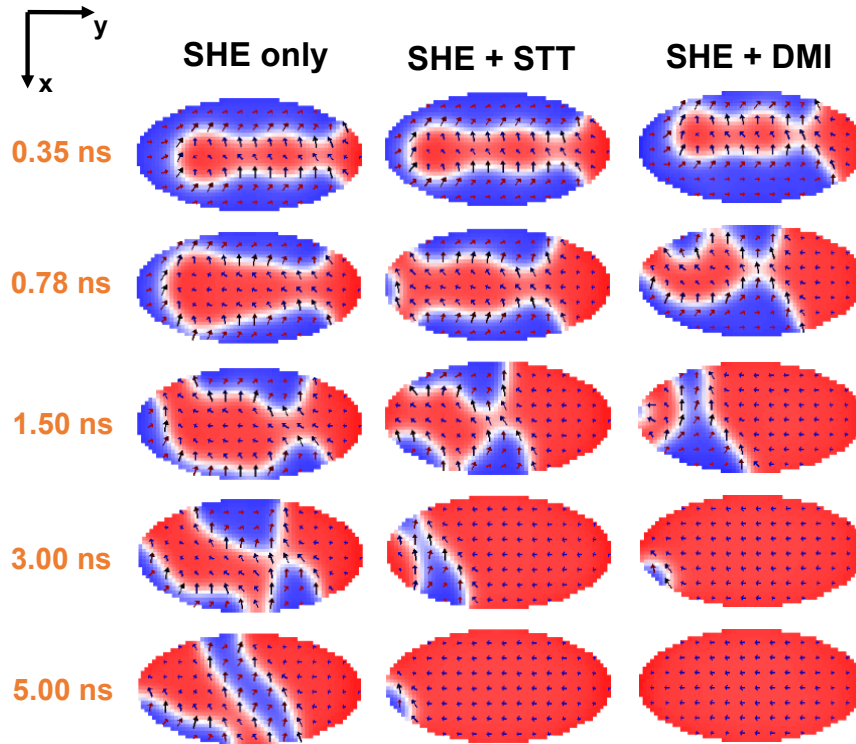 y
x
SHE only
SHE + STT
SHE + DMI
0.35 ns
0.78 ns
1.50 ns
3.00 ns
5.00 ns